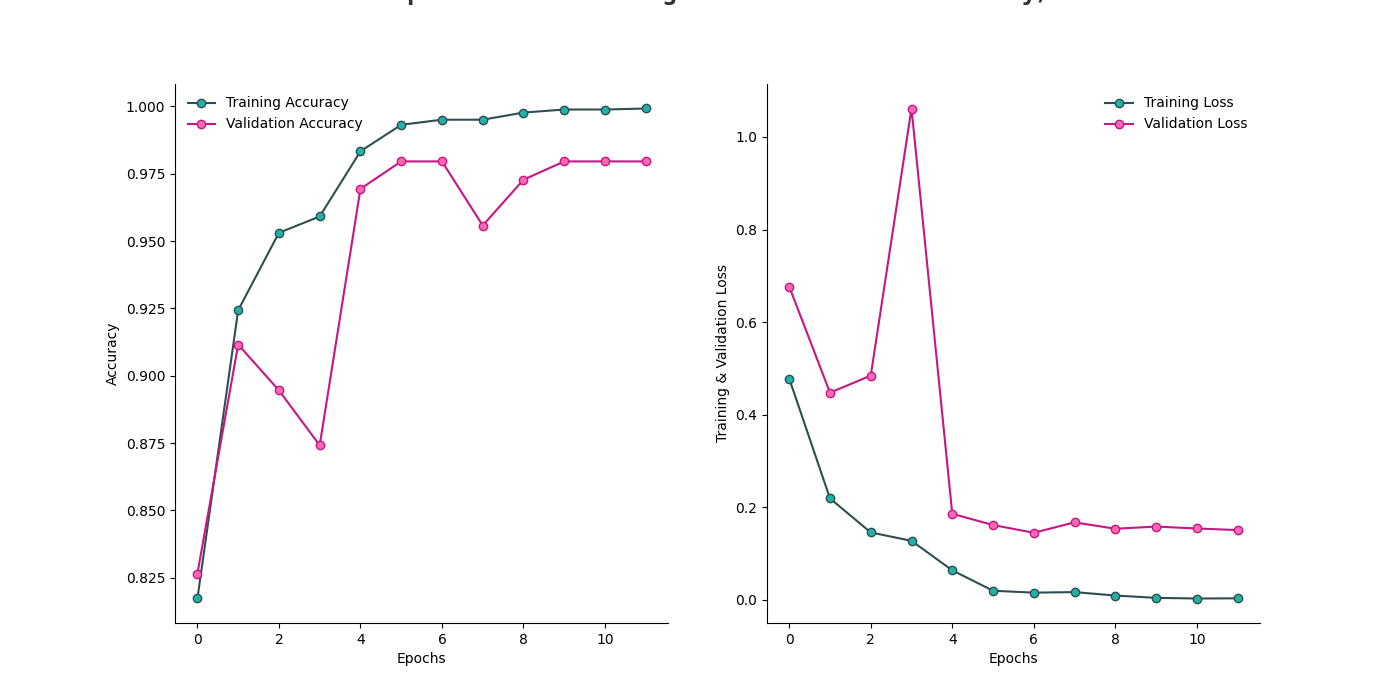 Training Accuracy
Validation Accuracy
1.000
0.975
0.950
0.925
0.900
0.875
0.850
0.825
Accuracy
0 2 4 6 8 10
Epochs
Training Loss
Validation Loss
1.0
0.8
0.6
0.4
0.2
0.0
Training & Validation Loss
0 2 4 6 8 10
Epochs